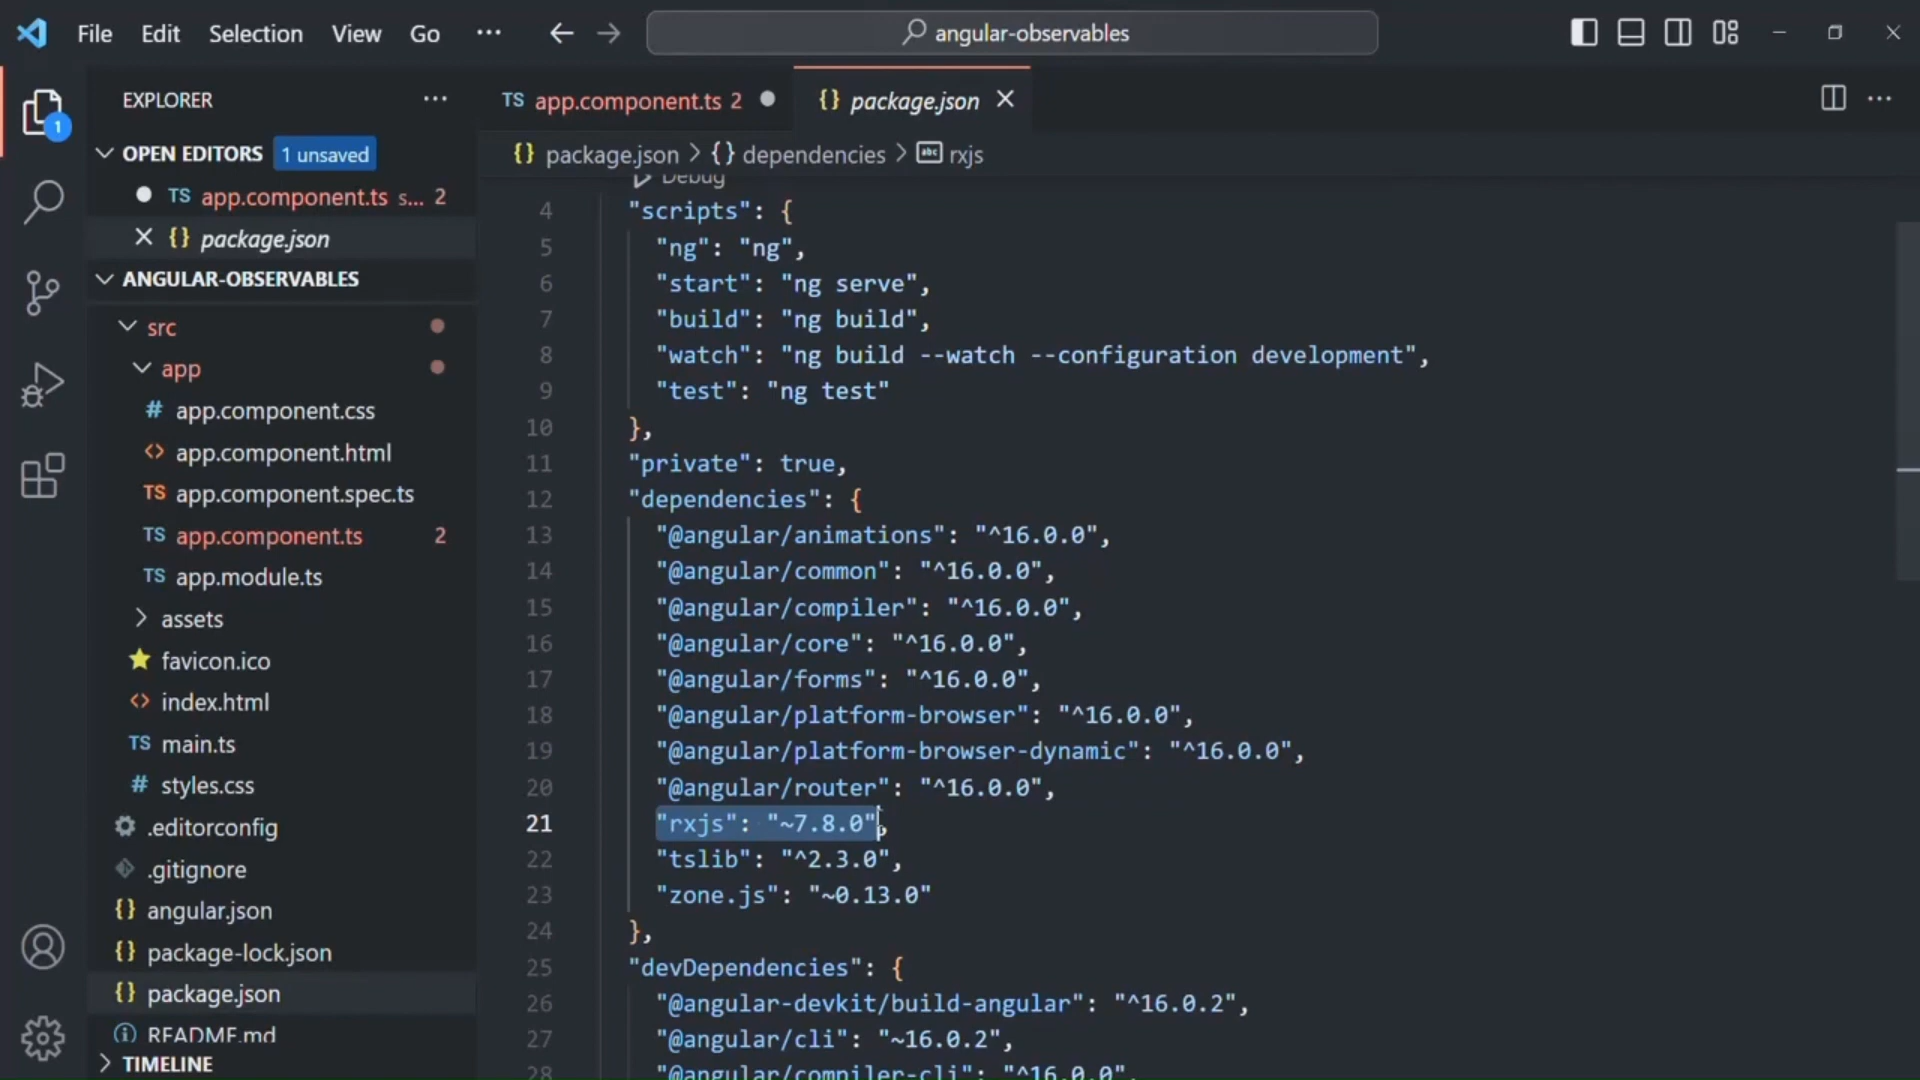 File Edit Selection View Go ··· angular-observables
EXPLORER ···
OPEN EDITORS 1 unsaved
TS app.component.ts s... 2
{} package.json
ANGULAR-OBSERVABLES
src
app
# app.component.css
<> app.component.html
TS app.component.spec.ts
TS app.component.ts 2
TS app.module.ts
assets
favicon.ico
<> index.html
TS main.ts
# styles.css
.editorconfig
.gitignore
{} angular.json
{} package-lock.json
{} package.json
README.md
TIMELINE
1
TS app.component.ts 2
{} package.json
{} package.json > {} dependencies > abc rxjs
Debug
4 "scripts": {
5 "ng": "ng",
6 "start": "ng serve",
7 "build": "ng build",
8 "watch": "ng build --watch --configuration development",
9 "test": "ng test"
10 },
11 "private": true,
12 "dependencies": {
13 "@angular/animations": "^16.0.0",
14 "@angular/common": "^16.0.0",
15 "@angular/compiler": "^16.0.0",
16 "@angular/core": "^16.0.0",
17 "@angular/forms": "^16.0.0",
18 "@angular/platform-browser": "^16.0.0",
19 "@angular/platform-browser-dynamic": "^16.0.0",
20 "@angular/router": "^16.0.0",
21 "rxjs": "~7.8.0",
22 "tslib": "^2.3.0",
23 "zone.js": "~0.13.0"
24 },
25 "devDependencies": {
26 "@angular-devkit/build-angular": "^16.0.2",
27 "@angular/cli": "~16.0.2",
28 "@angular/compiler-cli": "^16.0.0",